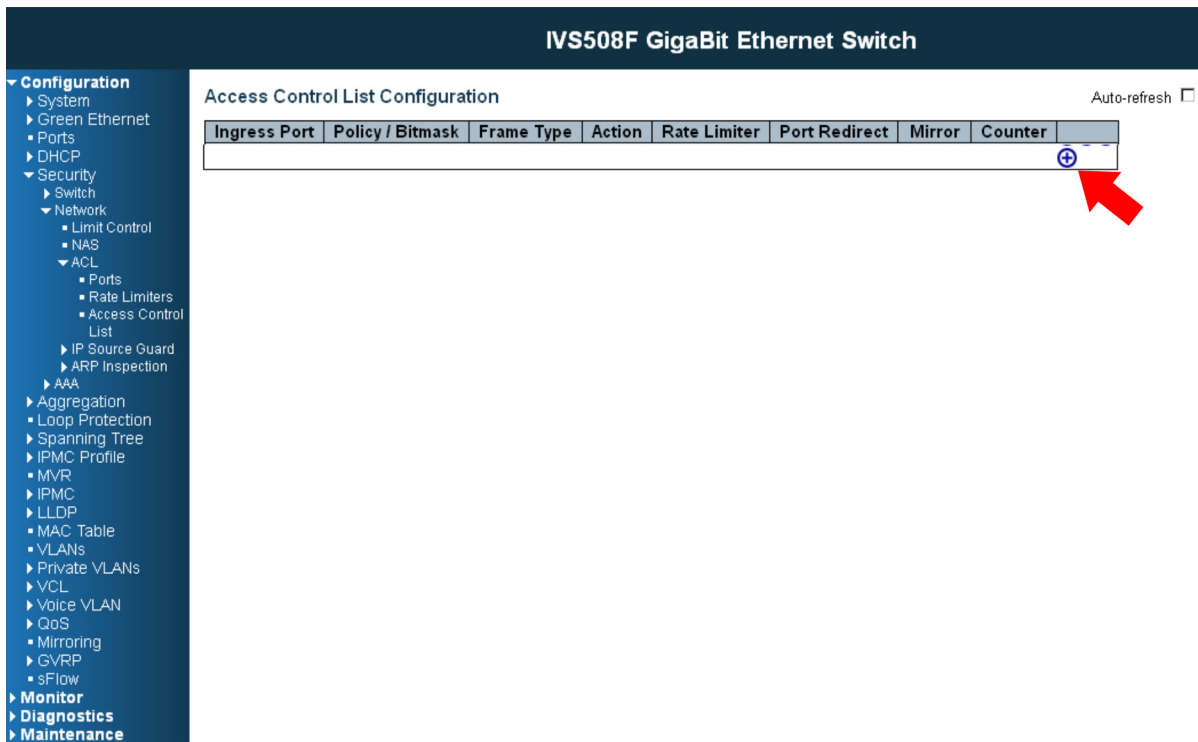 IVS508F GigaBit Ethernet Switch
Configuration
System
Green Ethernet
Ports
DHCP
Security
Switch
Network
Limit Control
NAS
ACL
Ports
Rate Limiters
Access Control
List
IP Source Guard
ARP Inspection
AAA
Aggregation
Loop Protection
Spanning Tree
IPMC Profile
MVR
IPMC
LLDP
MAC Table
VLANs
Private VLANs
VCL
Voice VLAN
QoS
Mirroring
GVRP
sFlow
Monitor
Diagnostics
Maintenance
Access Control List Configuration
Auto-refresh
Ingress Port Policy / Bitmask Frame Type Action Rate Limiter Port Redirect Mirror Counter